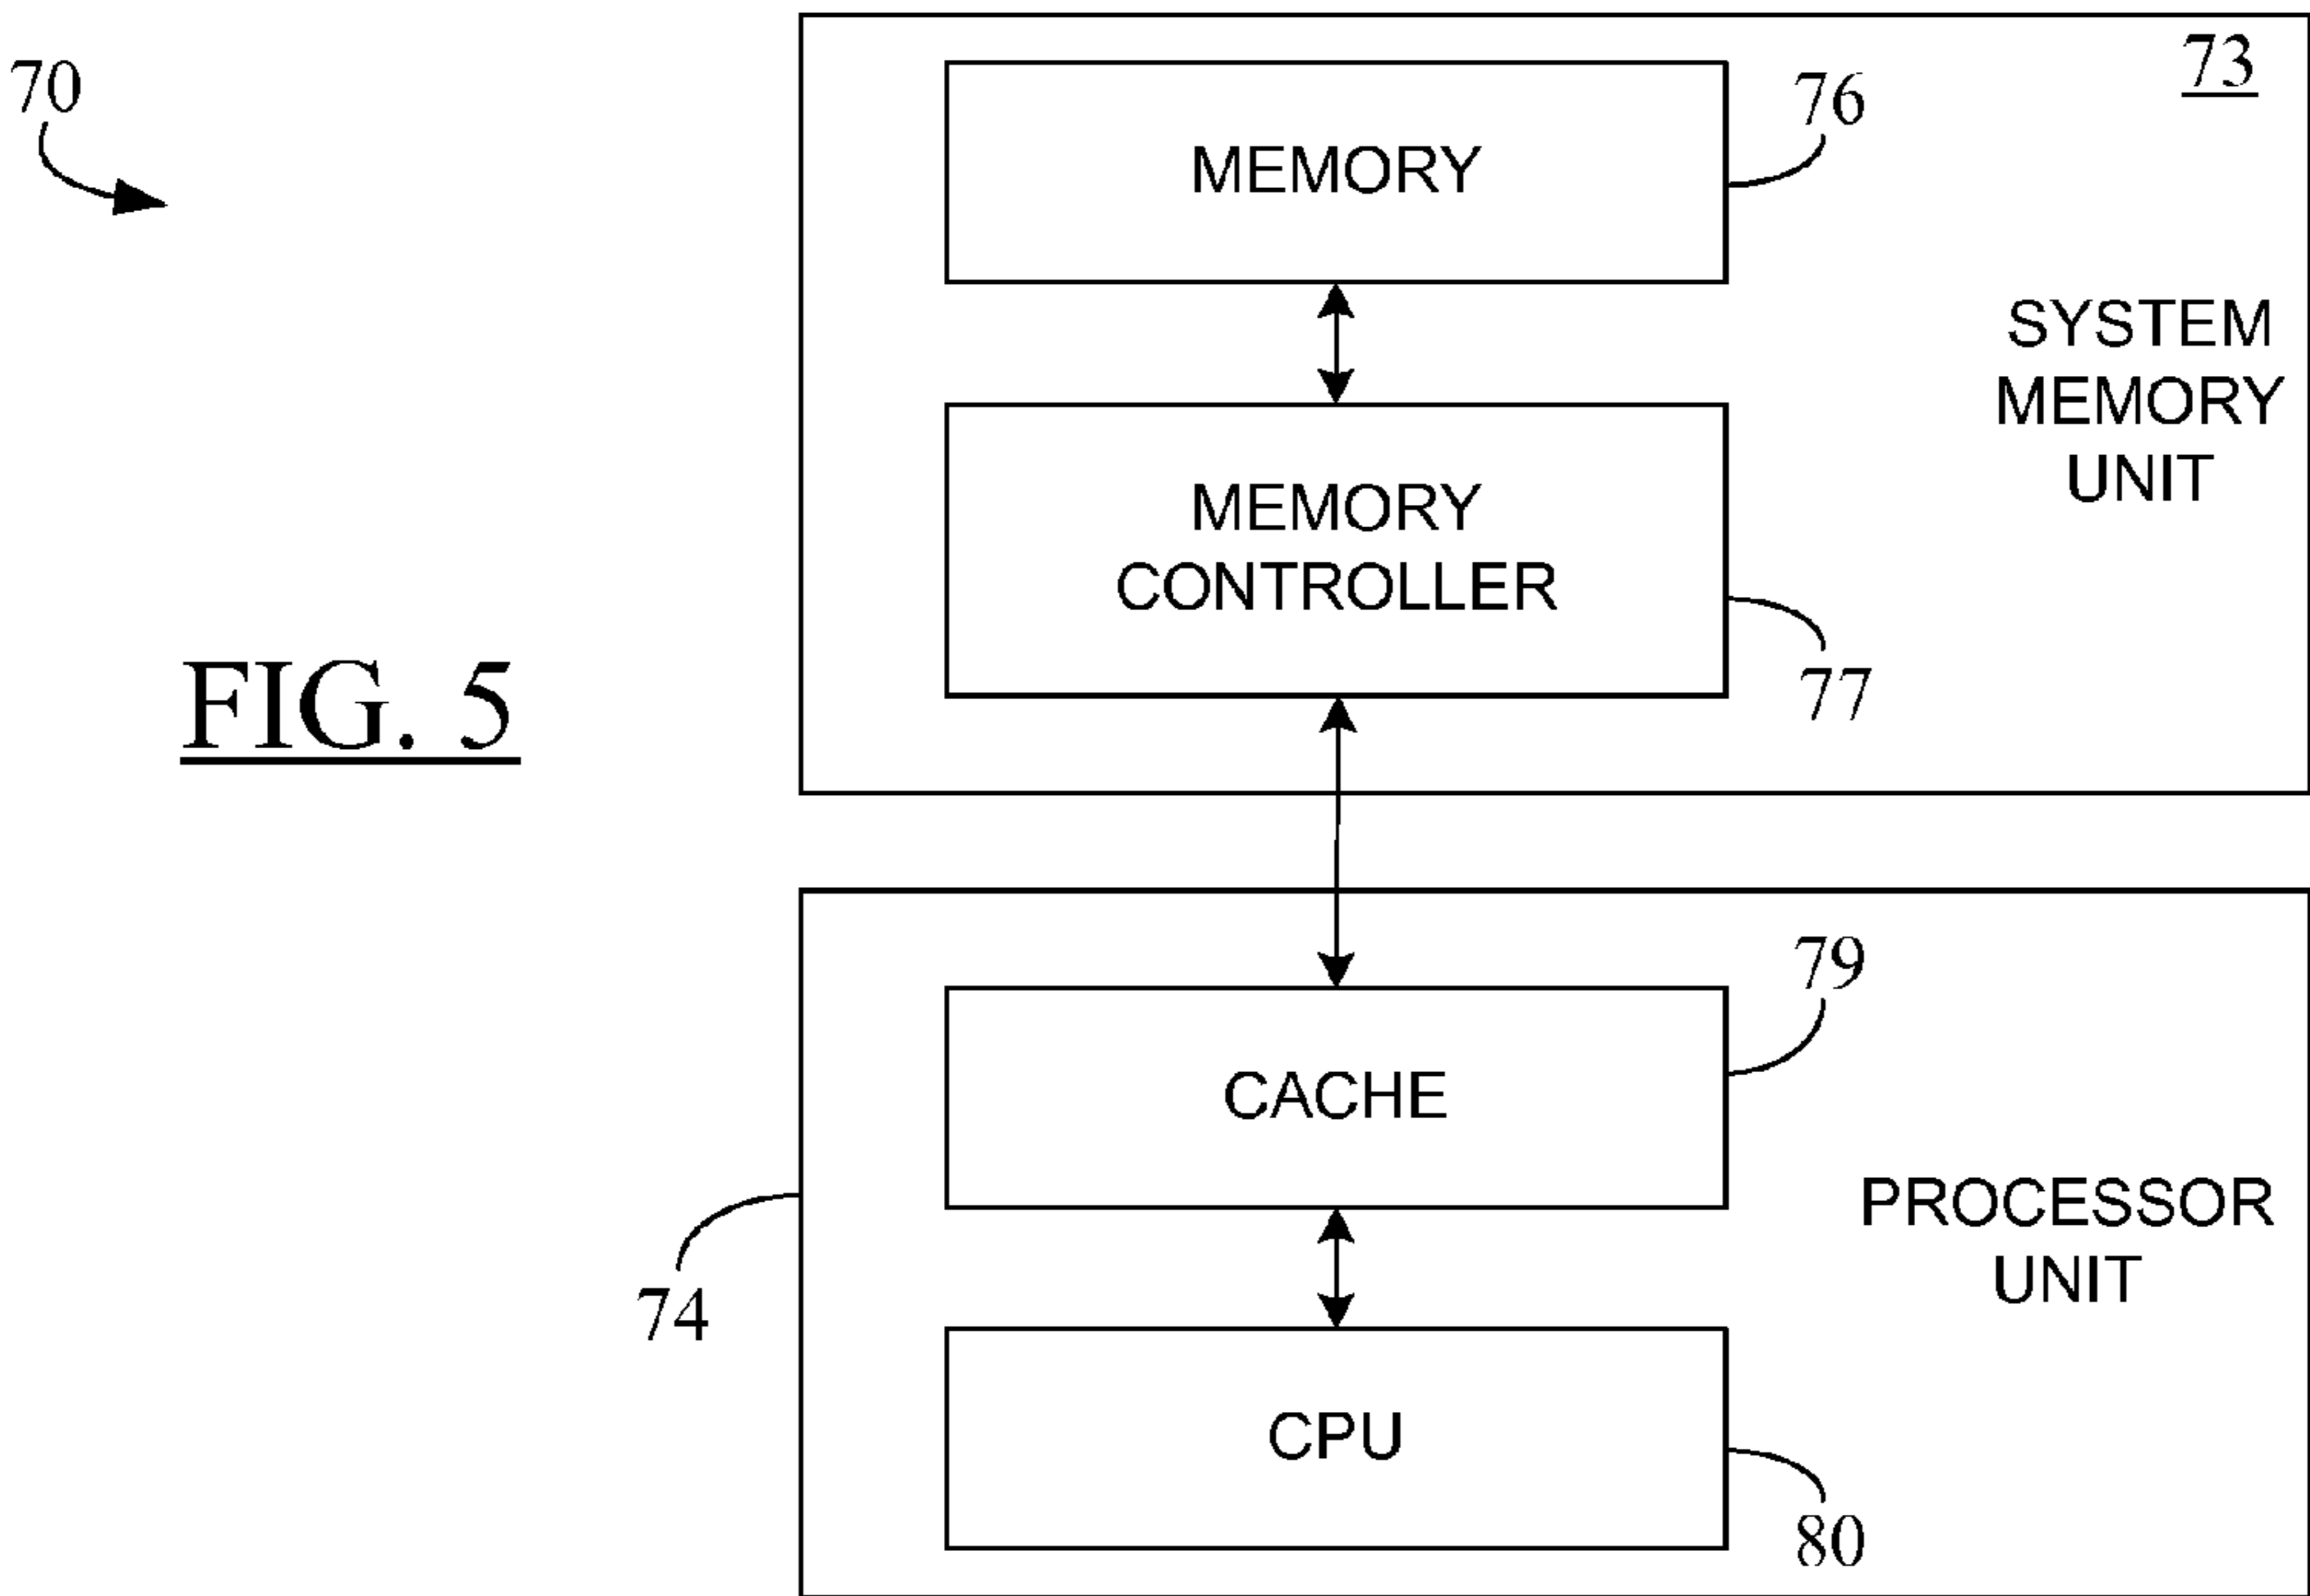 70
73
MEMORY
76
SYSTEM
MEMORY
UNIT
MEMORY
CONTROLLER
77
FIG. 5
CACHE
79
PROCESSOR
UNIT
74
CPU
80